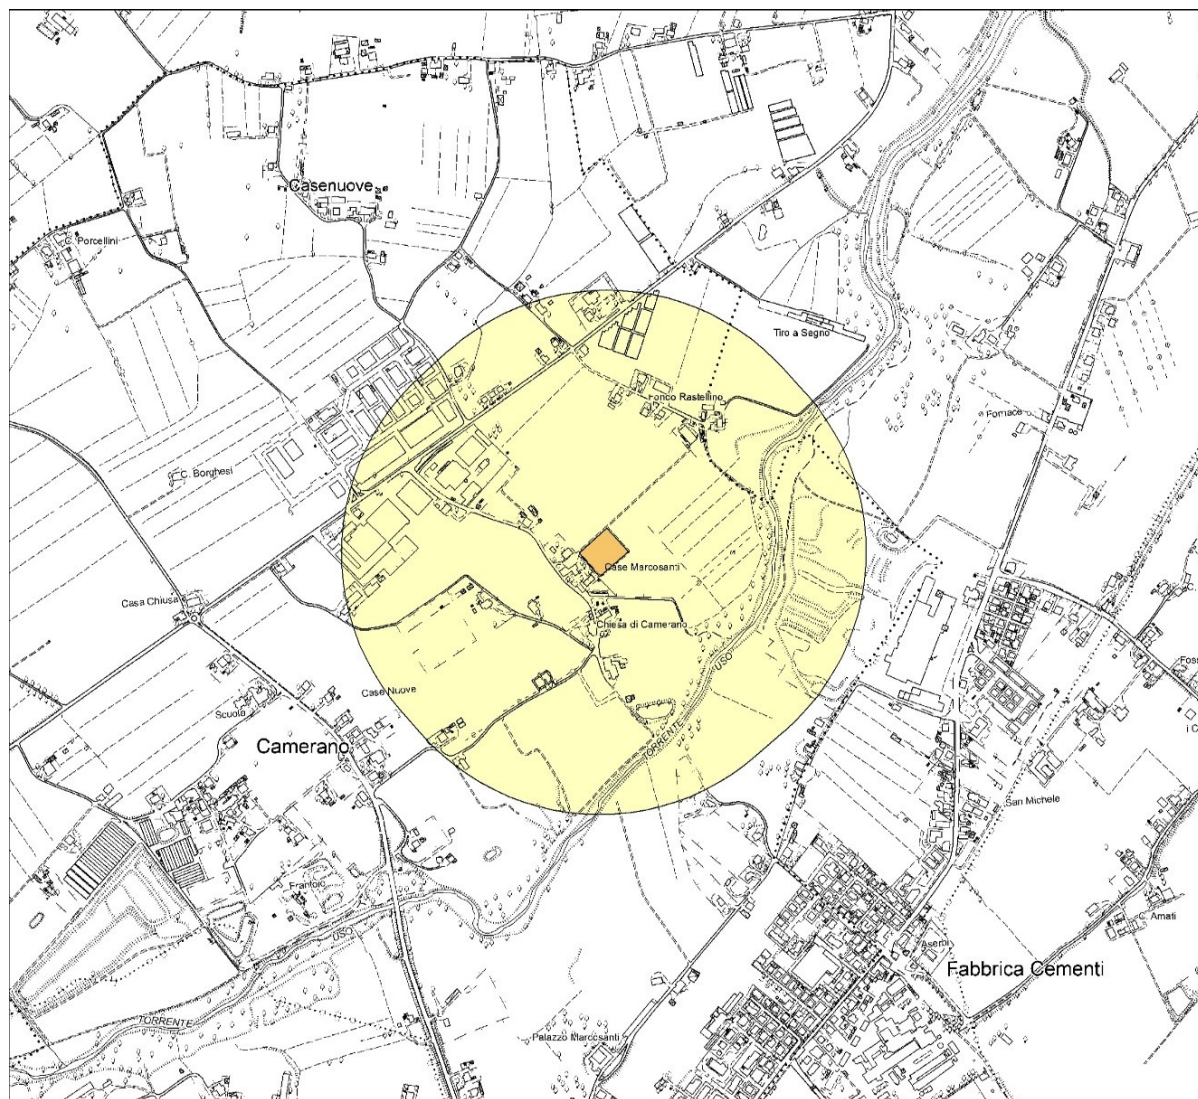 Casenuove
C. Porcellini
Tiro a Segno
Fondo Rastellino
Fornace
C. Borghesi
Case Marcosanti
Casa Chiusa
Chiesa di Camerano
USO
Case Nuove
Scuola
TORRENTE
Camerano
San Michele
Frantoio
C. Amati
USO
Fabbrica Cementi
TORRENTE
Palazzo Marcosanti